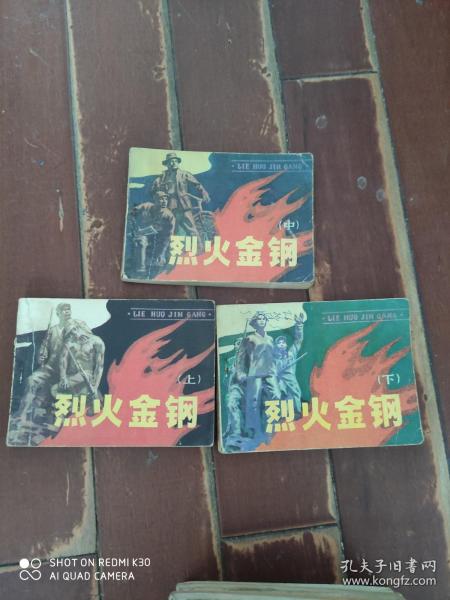 LIE HUO JIN GANG
(中)
烈火金钢
LIE HUO JIN GANG
(上)
烈火金钢
LIE HUO JIN GANG
(下)
烈火金钢
SHOT ON REDMI K30
AI QUAD CAMERA
孔夫子旧书网
www.kongfz.com